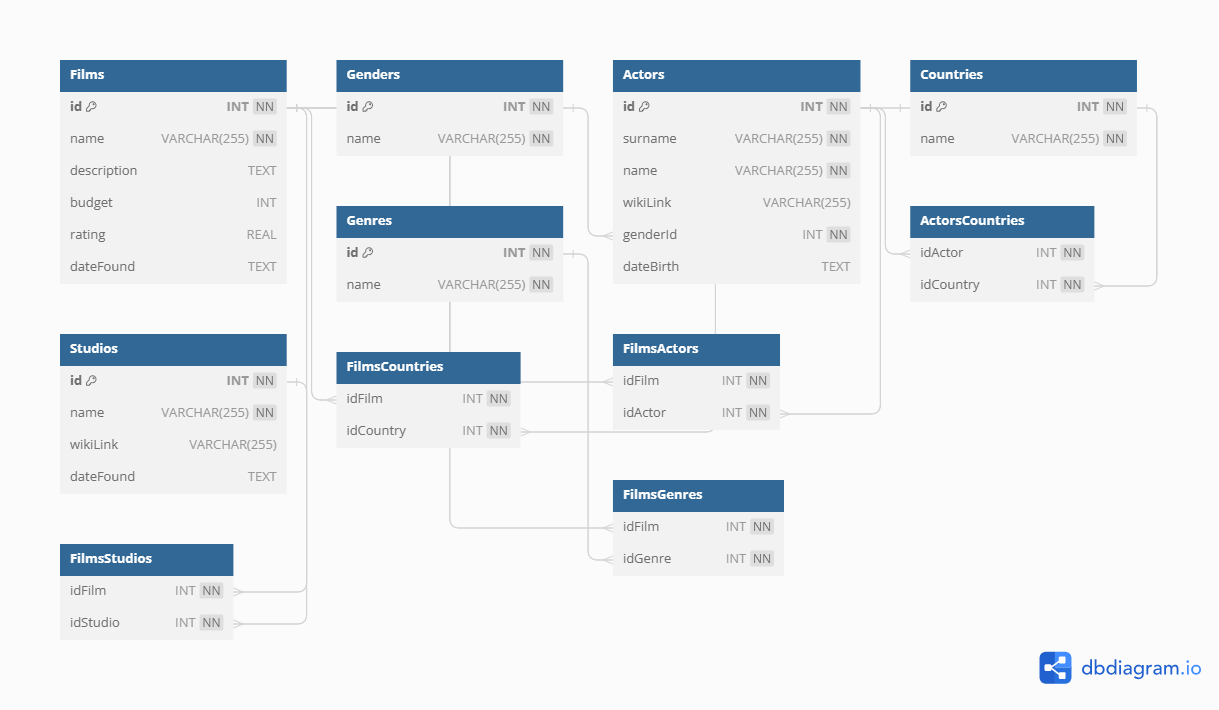 Films
id INT NN
name VARCHAR(255) NN
description TEXT
budget INT
rating REAL
dateFound TEXT
Genders
id INT NN
name VARCHAR(255) NN
Actors
id INT NN
surname VARCHAR(255) NN
name VARCHAR(255) NN
wikiLink VARCHAR(255)
genderId INT NN
dateBirth TEXT
Countries
id INT NN
name VARCHAR(255) NN
Genres
id INT NN
name VARCHAR(255) NN
ActorsCountries
idActor INT NN
idCountry INT NN
Studios
id INT NN
name VARCHAR(255) NN
wikiLink VARCHAR(255)
dateFound TEXT
FilmsCountries
idFilm INT NN
idCountry INT NN
FilmsActors
idFilm INT NN
idActor INT NN
FilmsGenres
idFilm INT NN
idGenre INT NN
FilmsStudios
idFilm INT NN
idStudio INT NN
dbdiagram.io